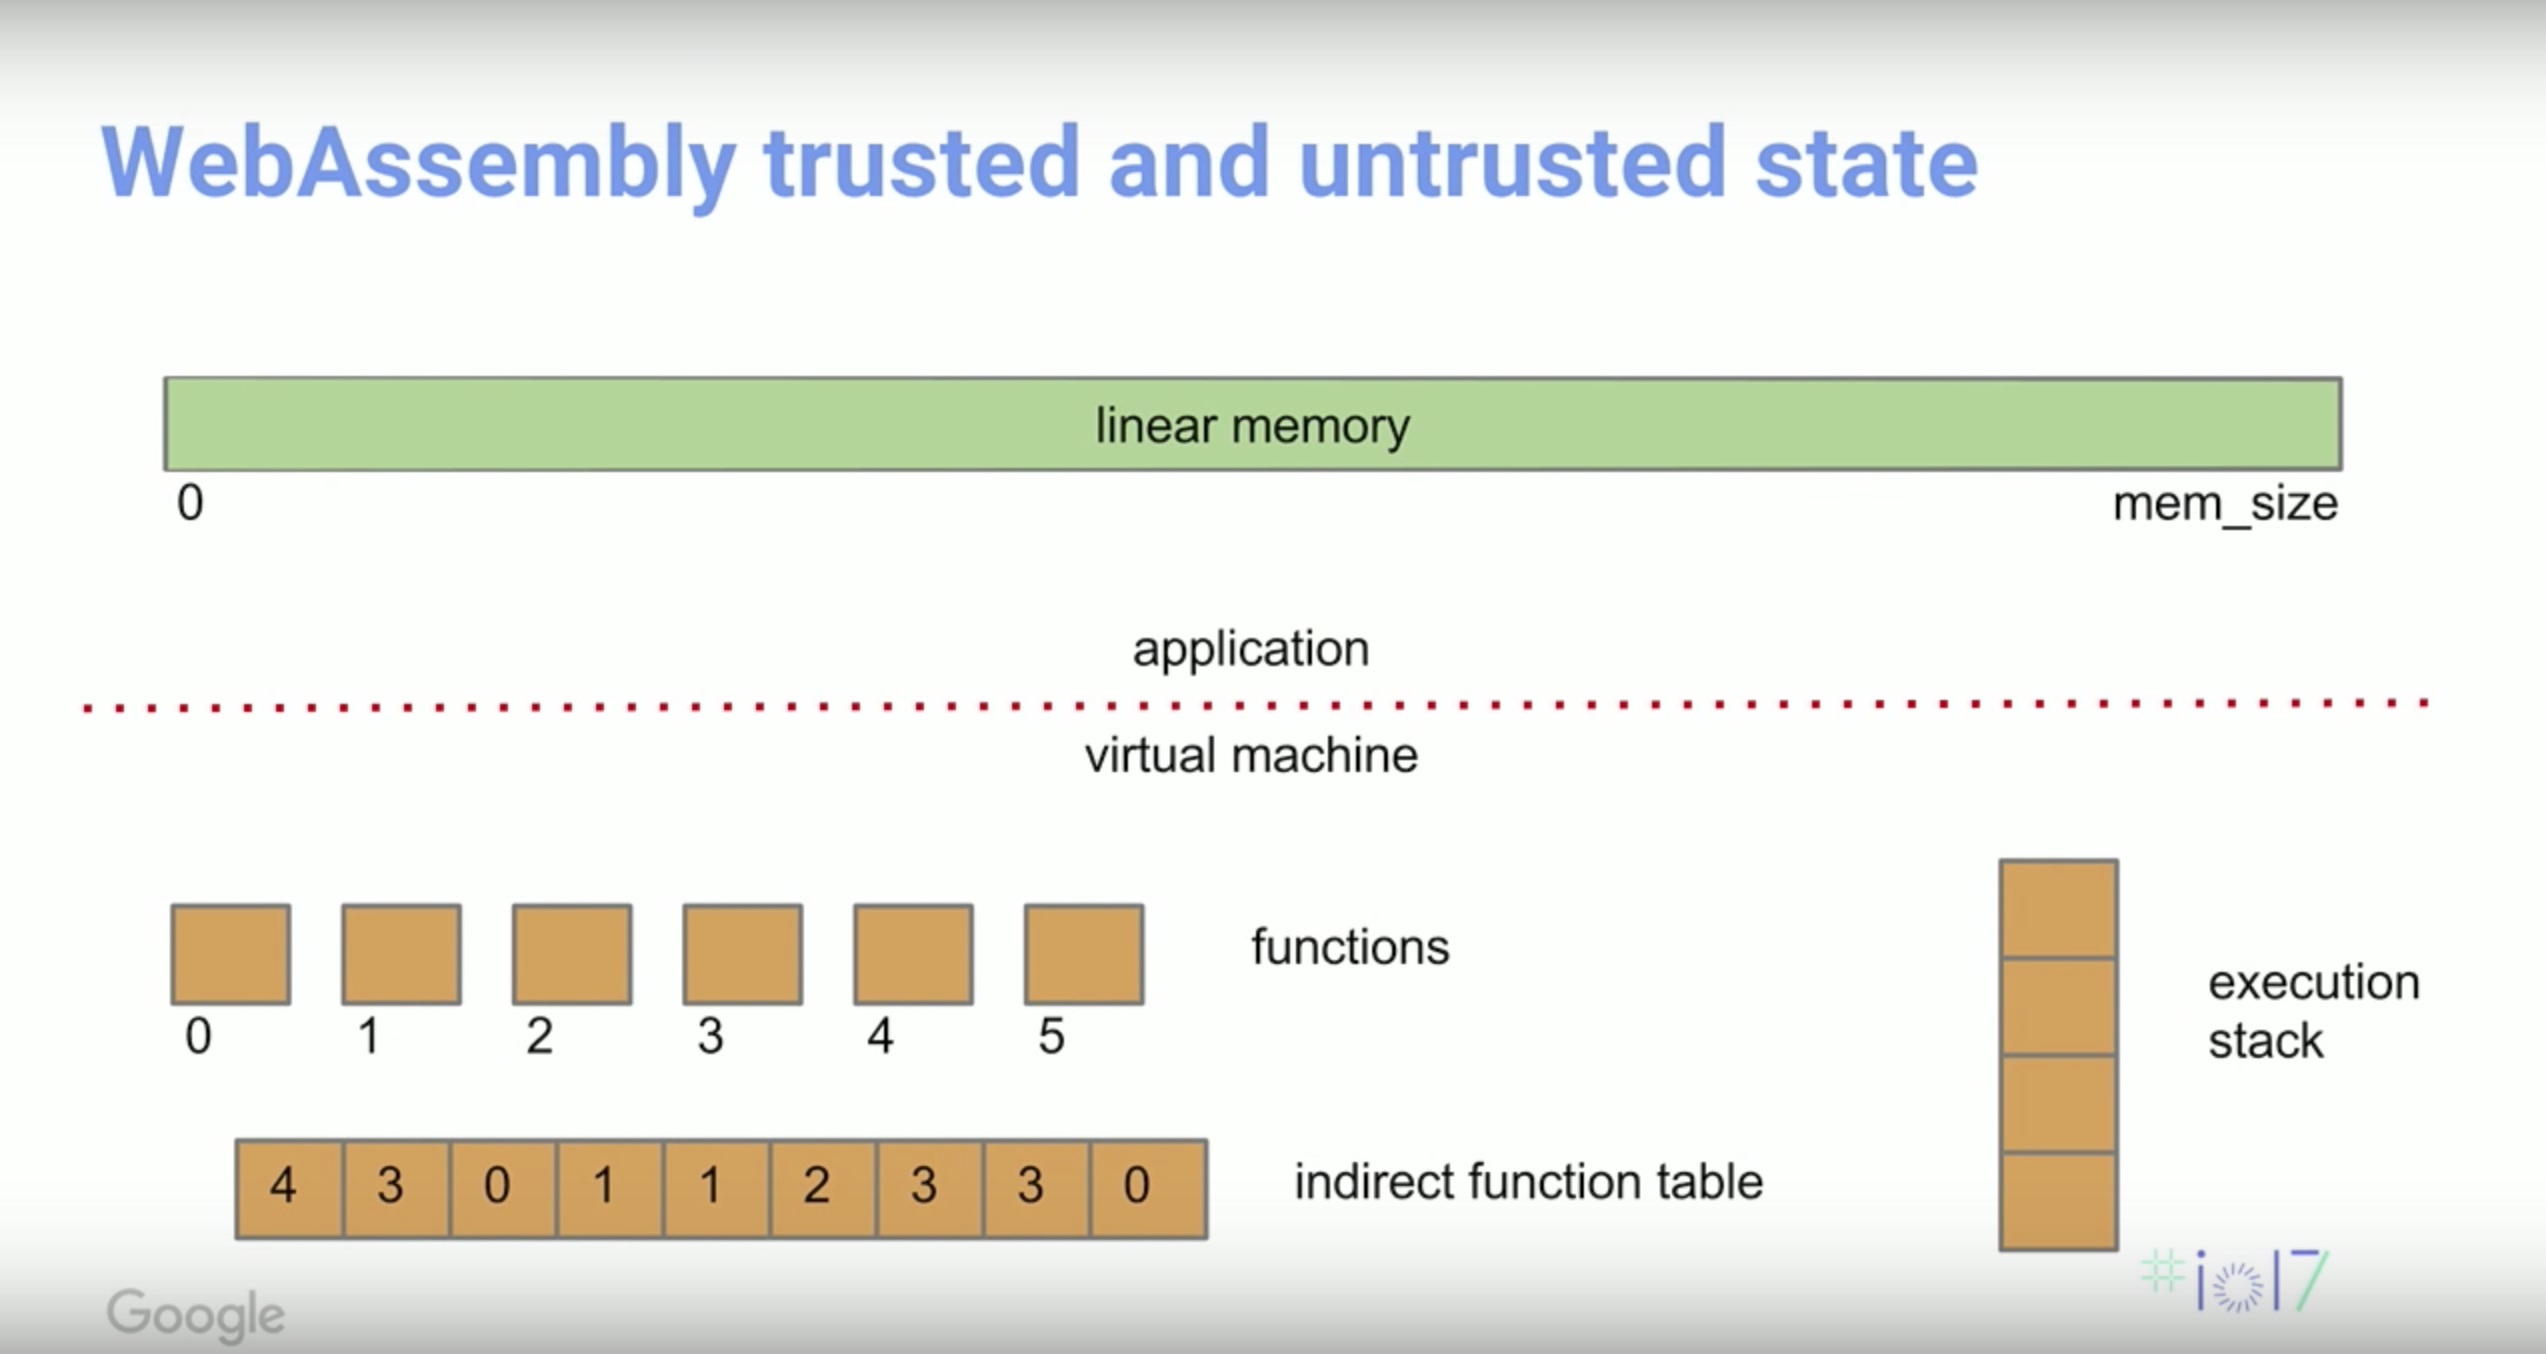 WebAssembly trusted and untrusted state
linear memory
0 mem_size
application
virtual machine
functions
0 1 2 3 4 5
execution
stack
4 3 0 1 1 2 3 3 0
indirect function table
Google
#io17